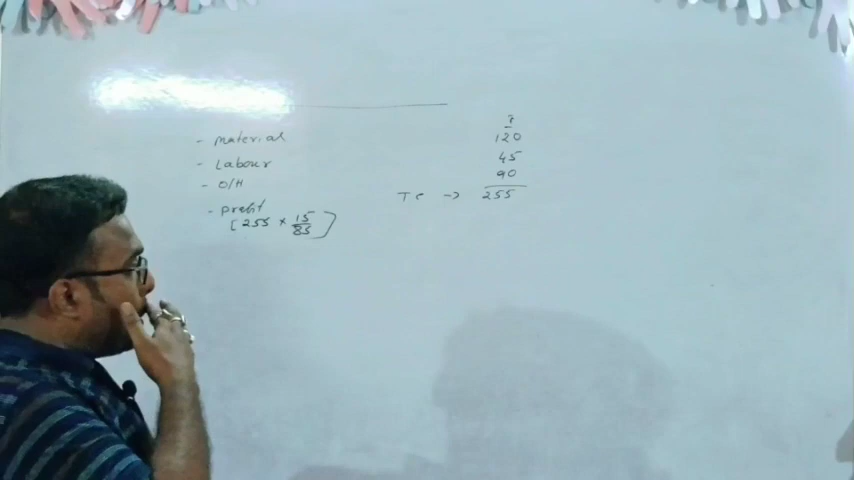 ₹
- Material 120
- Labour 45
- O/H 90
TC → 255
- Profit
[255 × 15/85]